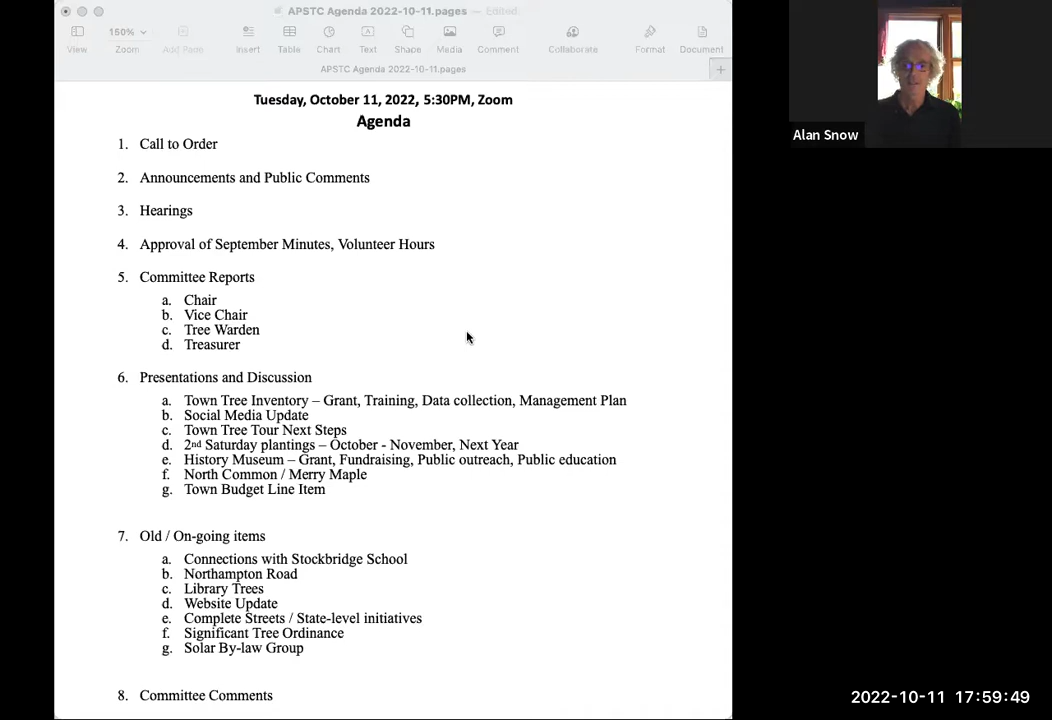 APSTC Agenda 2022-10-11.pages — Edited
160%
View
Zoom
Add Page
Insert
Table
Chart
Text
Shape
Media
Comment
Collaborate
Format
Document
APSTC Agenda 2022-10-11.pages
Tuesday, October 11, 2022, 5:30PM, Zoom
Agenda
1. Call to Order
2. Announcements and Public Comments
3. Hearings
4. Approval of September Minutes, Volunteer Hours
5. Committee Reports
a. Chair
b. Vice Chair
c. Tree Warden
d. Treasurer
6. Presentations and Discussion
a. Town Tree Inventory – Grant, Training, Data collection, Management Plan
b. Social Media Update
c. Town Tree Tour Next Steps
d. 2nd Saturday plantings – October - November, Next Year
e. History Museum – Grant, Fundraising, Public outreach, Public education
f. North Common / Merry Maple
g. Town Budget Line Item
7. Old / On-going items
a. Connections with Stockbridge School
b. Northampton Road
c. Library Trees
d. Website Update
e. Complete Streets / State-level initiatives
f. Significant Tree Ordinance
g. Solar By-law Group
8. Committee Comments
Alan Snow
2022-10-11 17:59:49